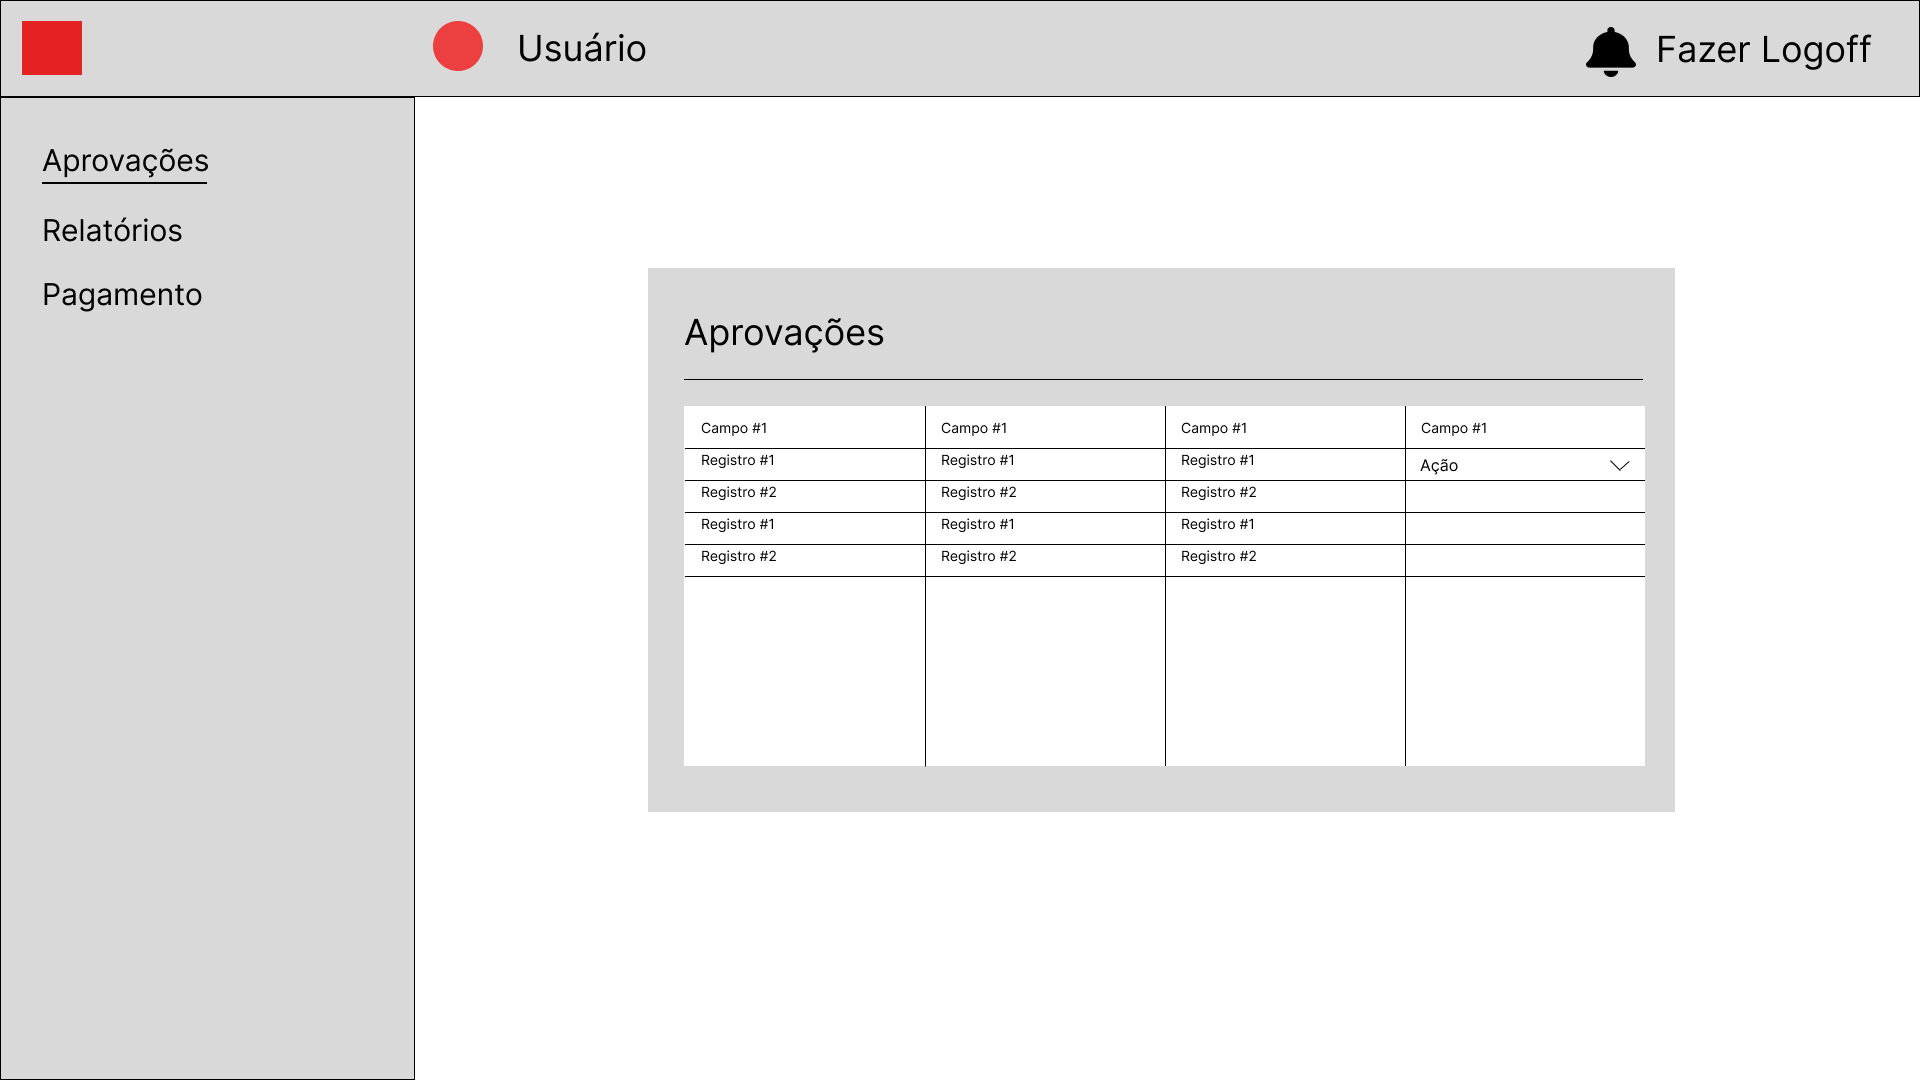 Usuário
Fazer Logoff
Aprovações
Relatórios
Pagamento
Aprovações
Campo #1 Campo #1 Campo #1 Campo #1
Registro #1 Registro #1 Registro #1 Ação
Registro #2 Registro #2 Registro #2
Registro #1 Registro #1 Registro #1
Registro #2 Registro #2 Registro #2